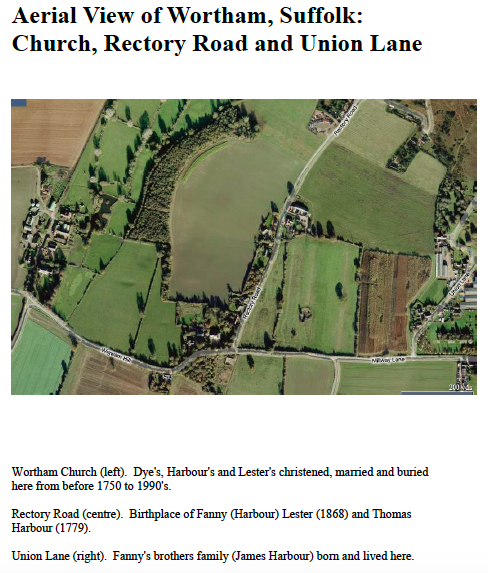 Aerial View of Wortham, Suffolk:
Church, Rectory Road and Union Lane
Rectory Road
Rectory Road
Union Lane
Wortham Hill
Millway Lane
200 yds
Wortham Church (left). Dye's, Harbour's and Lester's christened, married and buried
here from before 1750 to 1990's.
Rectory Road (centre). Birthplace of Fanny (Harbour) Lester (1868) and Thomas
Harbour (1779).
Union Lane (right). Fanny's brothers family (James Harbour) born and lived here.